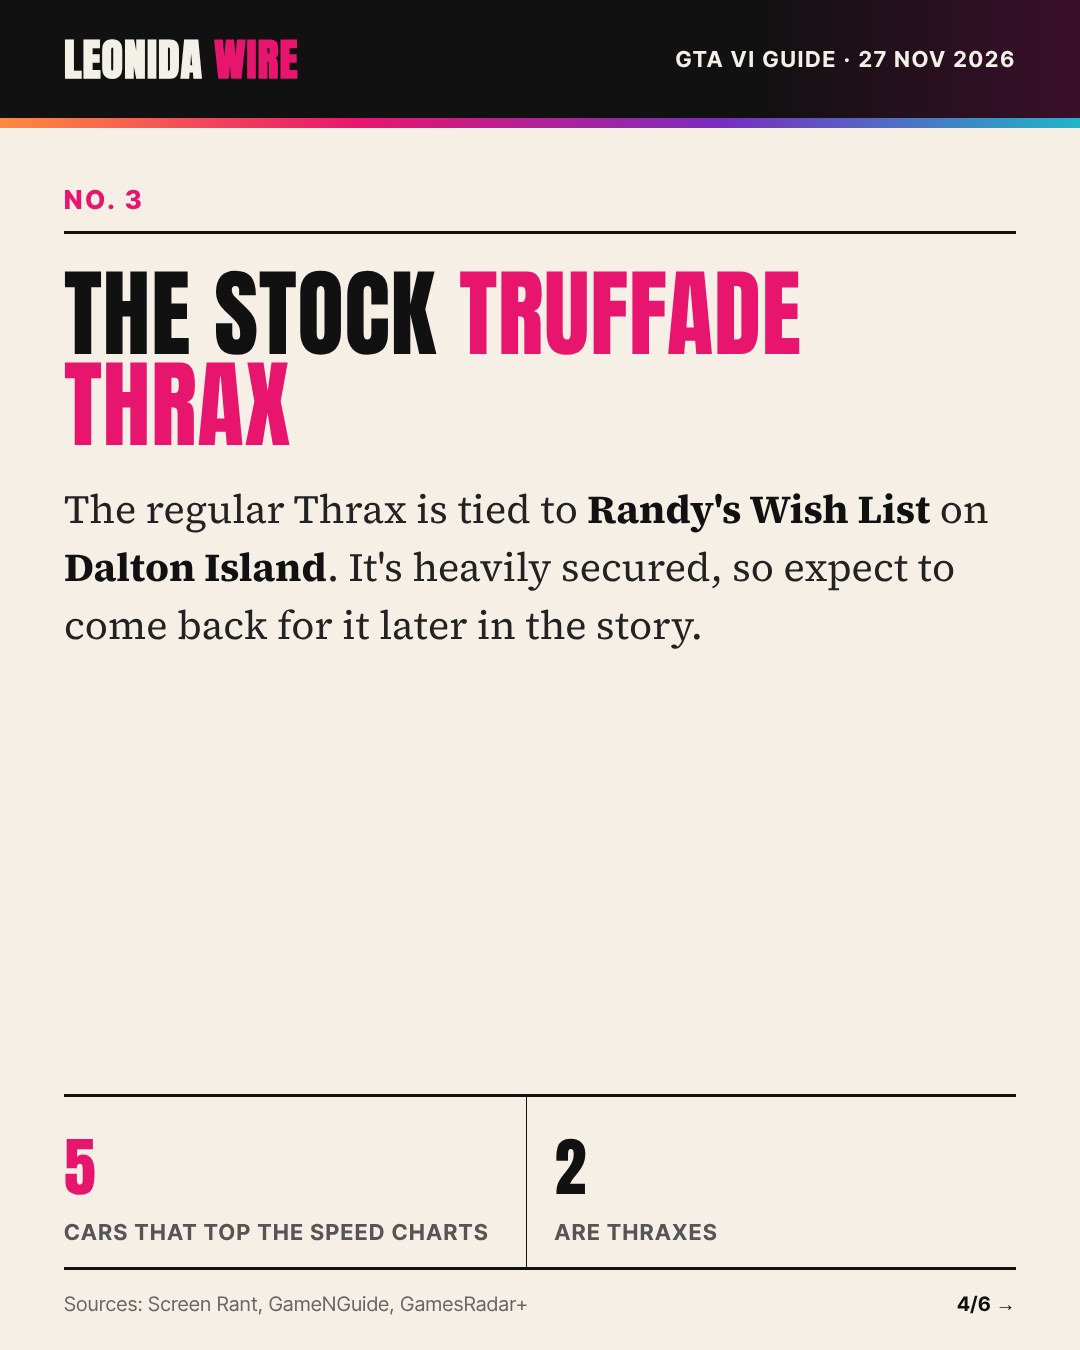 LEONIDA WIRE
GTA VI GUIDE · 27 NOV 2026
NO. 3
THE STOCK TRUFFADE
THRAX
The regular Thrax is tied to Randy's Wish List on
Dalton Island. It's heavily secured, so expect to
come back for it later in the story.
5
CARS THAT TOP THE SPEED CHARTS
2
ARE THRAXES
Sources: Screen Rant, GameNGuide, GamesRadar+
4/6 →